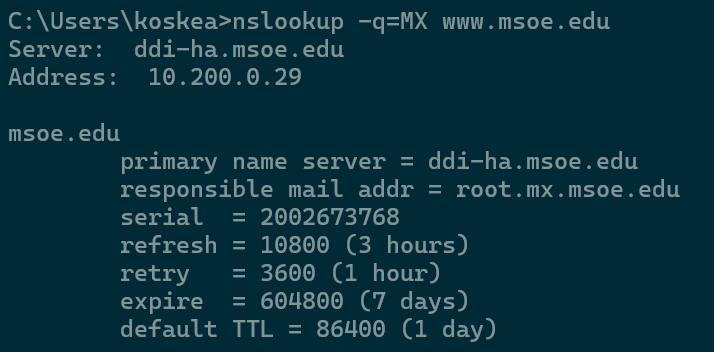 C:\Users\koskea>nslookup -q=MX www.msoe.edu
Server:  ddi-ha.msoe.edu
Address:  10.200.0.29

msoe.edu
        primary name server = ddi-ha.msoe.edu
        responsible mail addr = root.mx.msoe.edu
        serial  = 2002673768
        refresh = 10800 (3 hours)
        retry   = 3600 (1 hour)
        expire  = 604800 (7 days)
        default TTL = 86400 (1 day)